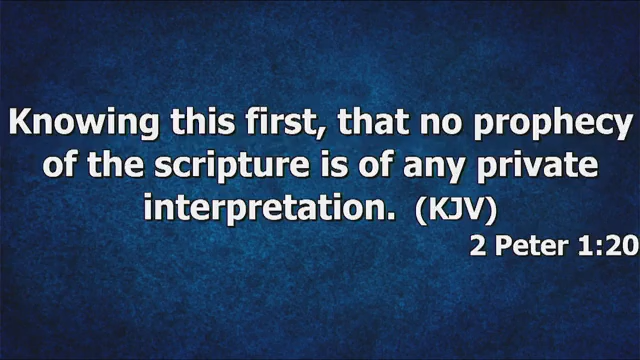 Knowing this first, that no prophecy
of the scripture is of any private
interpretation. (KJV)
2 Peter 1:20